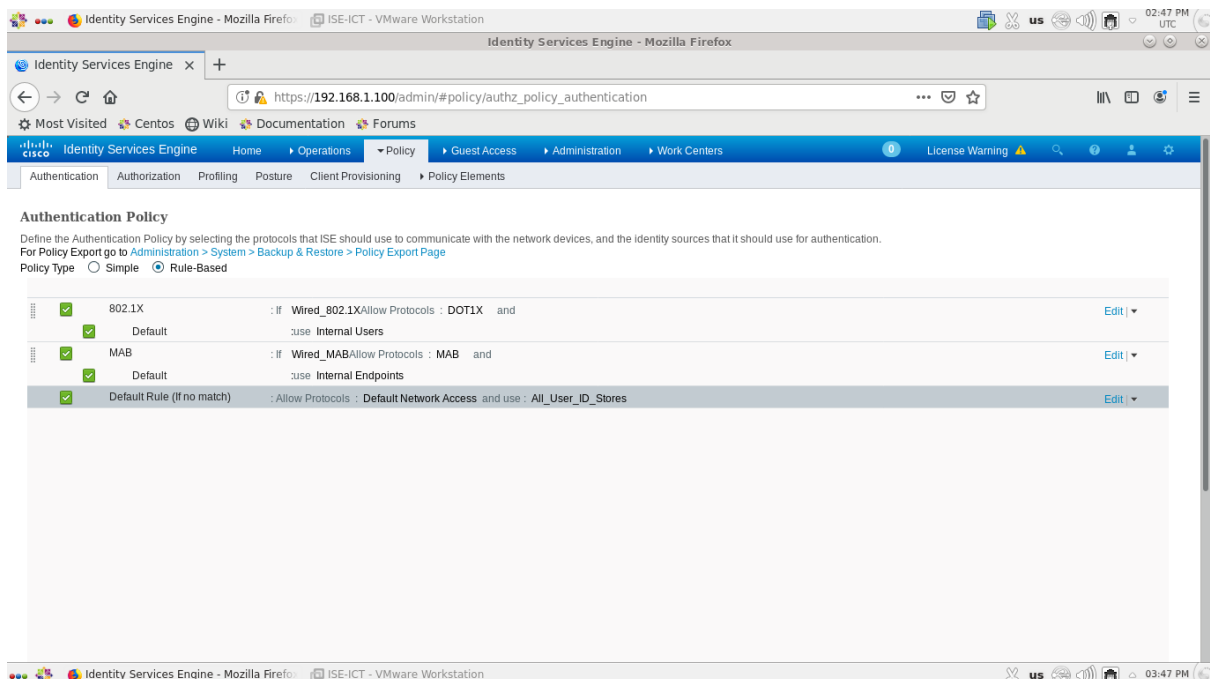 Identity Services Engine - Mozilla Firefo ISE-ICT - VMware Workstation us 02:47 PM
UTC
Identity Services Engine - Mozilla Firefox
Identity Services Engine × +
https://192.168.1.100/admin/#policy/authz_policy_authentication
Most Visited Centos Wiki Documentation Forums
CISCO Identity Services Engine Home Operations Policy Guest Access Administration Work Centers 0 License Warning
Authentication Authorization Profiling Posture Client Provisioning Policy Elements
Authentication Policy
Define the Authentication Policy by selecting the protocols that ISE should use to communicate with the network devices, and the identity sources that it should use for authentication.
For Policy Export go to Administration > System > Backup & Restore > Policy Export Page
Policy Type Simple Rule-Based
802.1X : If Wired_802.1XAllow Protocols : DOT1X and Edit |
Default :use Internal Users
MAB : If Wired_MABAllow Protocols : MAB and Edit |
Default :use Internal Endpoints
Default Rule (If no match) : Allow Protocols : Default Network Access and use : All_User_ID_Stores Edit |
Identity Services Engine - Mozilla Firefo ISE-ICT - VMware Workstation us 03:47 PM